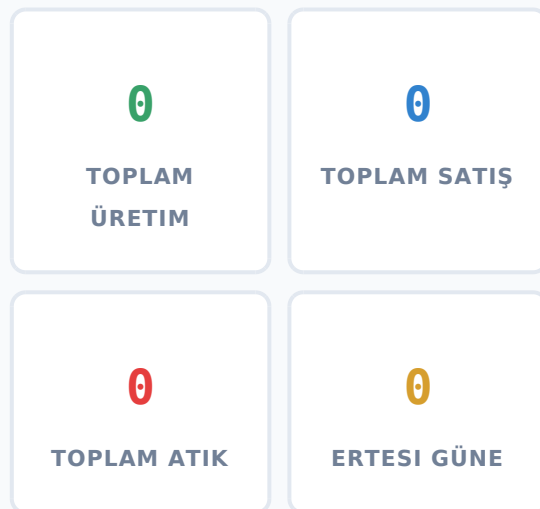 0
TOPLAM
ÜRETIM
0
TOPLAM SATIŞ
0
TOPLAM ATIK
0
ERTESI GÜNE